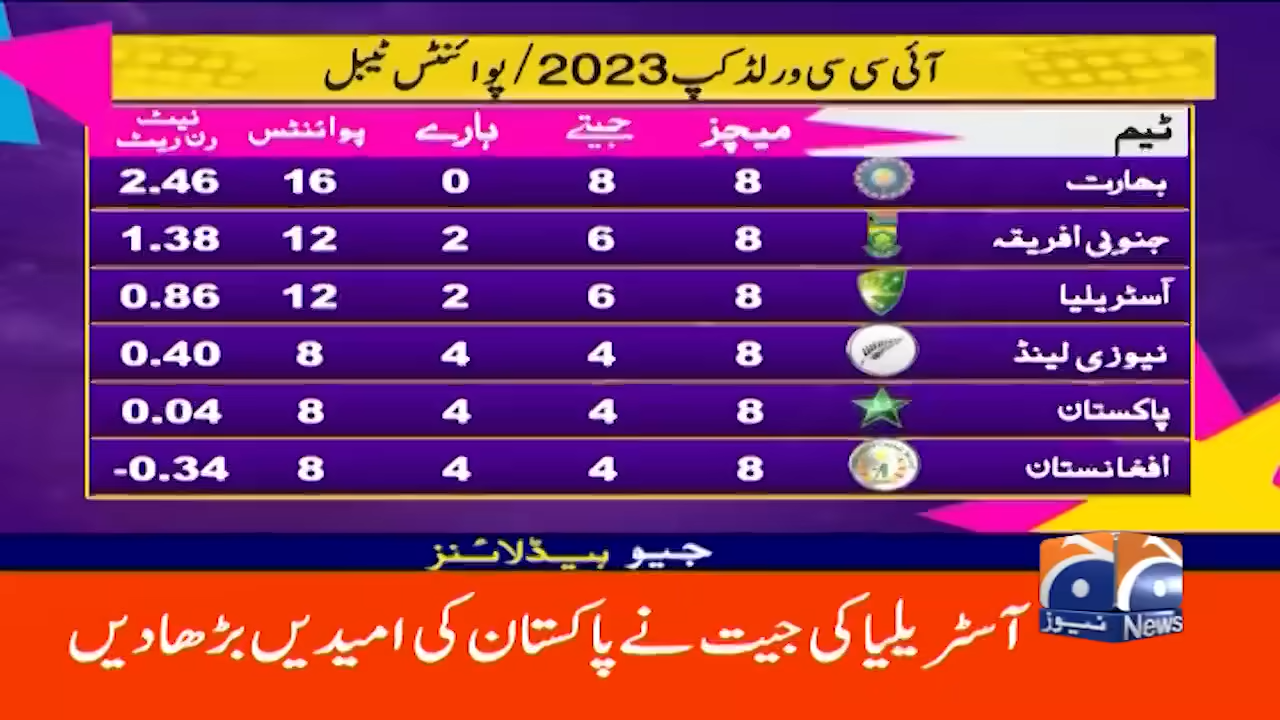 آئی سی سی ورلڈ کپ 2023/پوائنٹس ٹیبل
ٹیم میچز جیتے ہارے پوائنٹس نیٹ رن ریٹ
بھارت 8 8 0 16 2.46
جنوبی افریقہ 8 6 2 12 1.38
آسٹریلیا 8 6 2 12 0.86
نیوزی لینڈ 8 4 4 8 0.40
پاکستان 8 4 4 8 0.04
افغانستان 8 4 4 8 -0.34
جیو ہیڈلائنز
نیوز News
آسٹریلیا کی جیت نے پاکستان کی امیدیں بڑھادیں